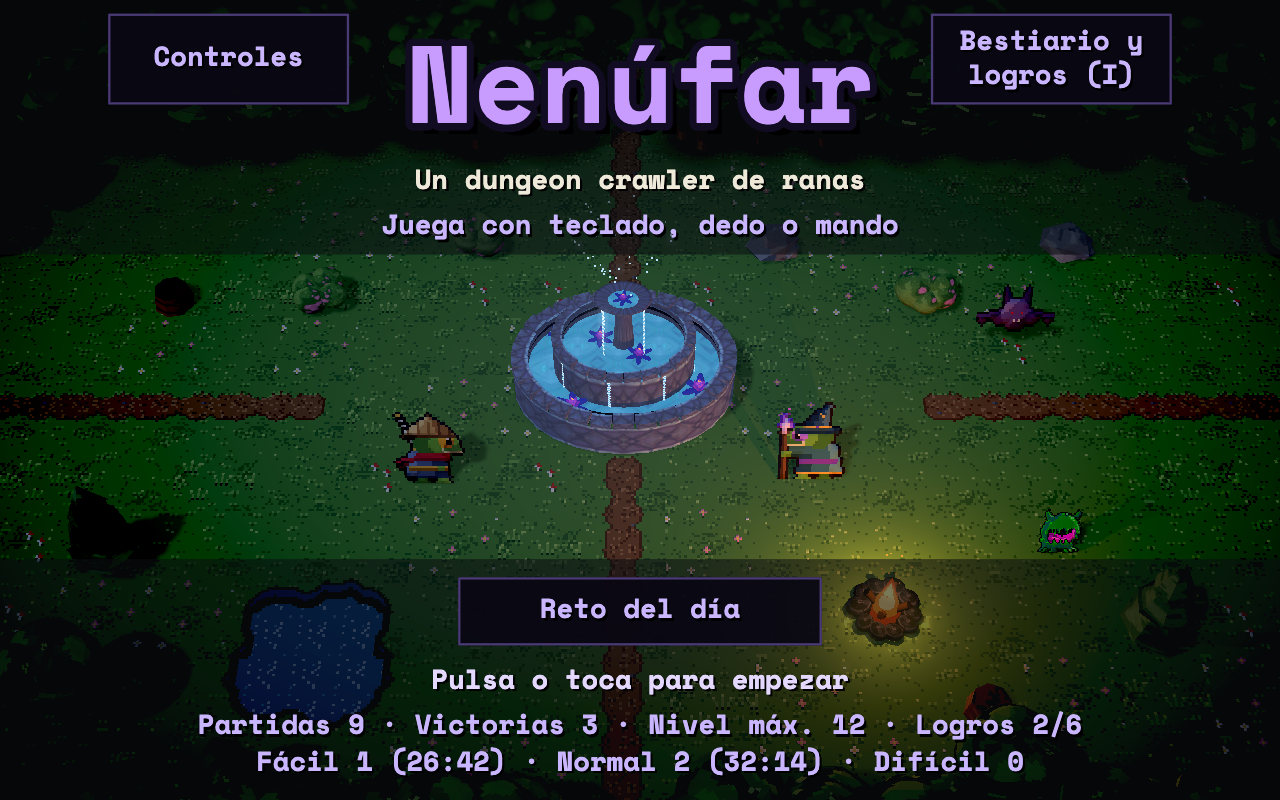 Controles
Nenúfar
Bestiario y
logros (I)
Un dungeon crawler de ranas
Juega con teclado, dedo o mando
Reto del día
Pulsa o toca para empezar
Partidas 9 · Victorias 3 · Nivel máx. 12 · Logros 2/6
Fácil 1 (26:42) · Normal 2 (32:14) · Difícil 0